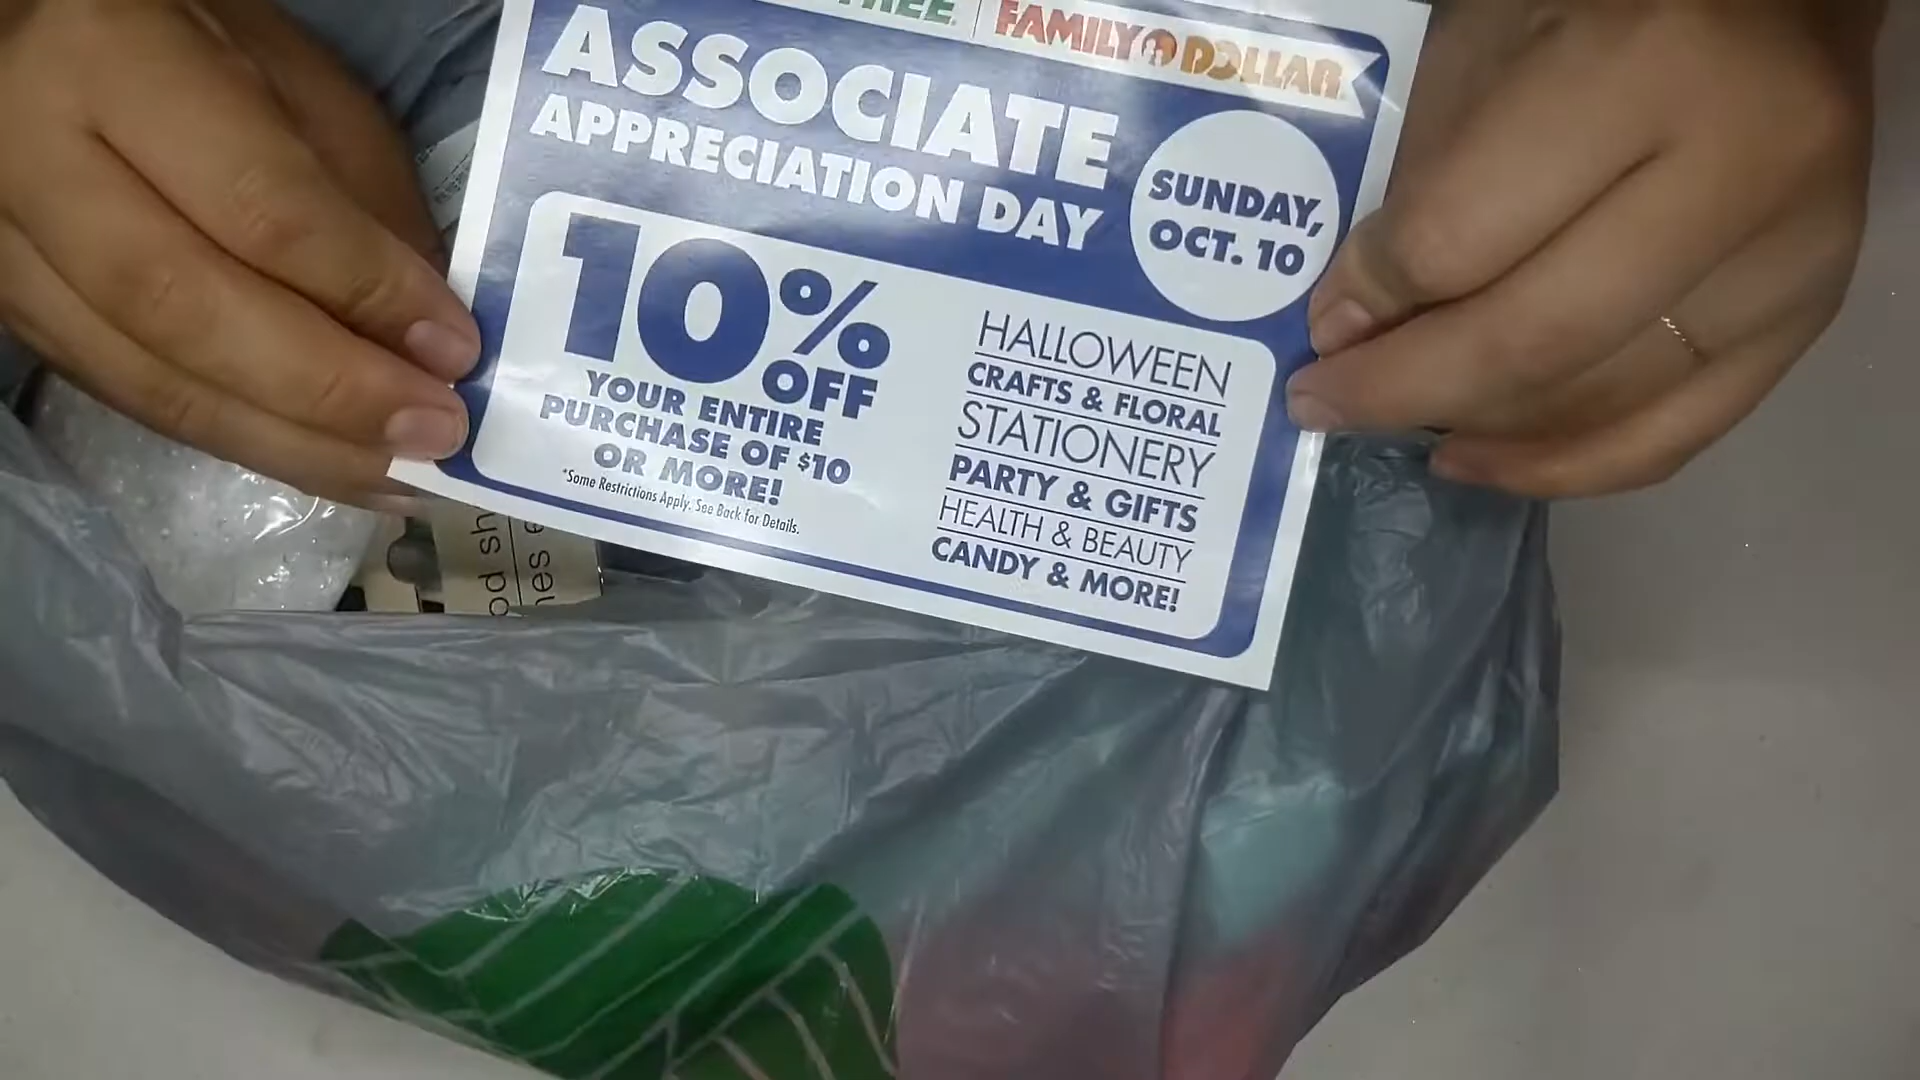 TREE FAMILY DOLLAR
ASSOCIATE
APPRECIATION DAY
SUNDAY,
OCT. 10
10%
OFF
YOUR ENTIRE
PURCHASE OF $10
OR MORE!
*Some Restrictions Apply. See Back for Details.
HALLOWEEN
CRAFTS & FLORAL
STATIONERY
PARTY & GIFTS
HEALTH & BEAUTY
CANDY & MORE!